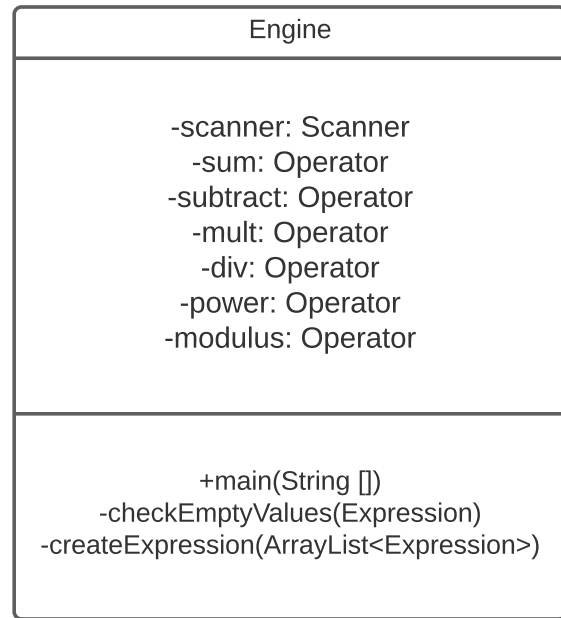 Engine
-scanner: Scanner
-sum: Operator
-subtract: Operator
-mult: Operator
-div: Operator
-power: Operator
-modulus: Operator
+main(String [])
-checkEmptyValues(Expression)
-createExpression(ArrayList<Expression>)